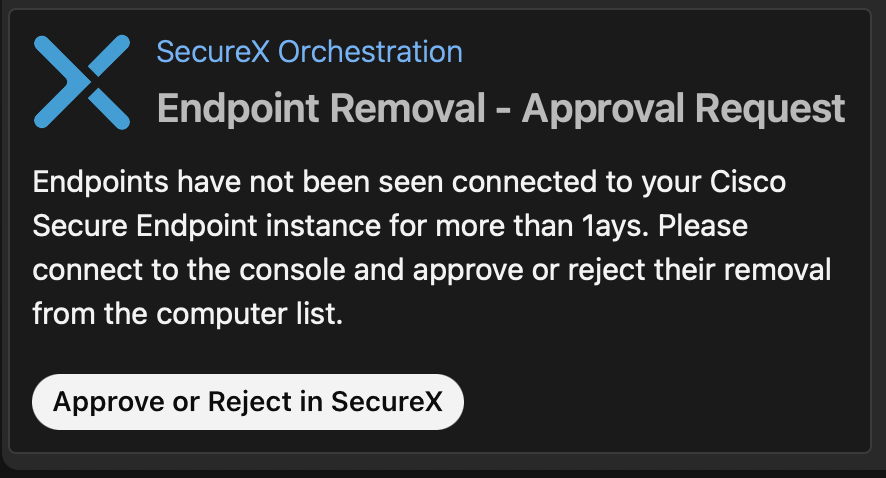 SecureX Orchestration
Endpoint Removal - Approval Request
Endpoints have not been seen connected to your Cisco
Secure Endpoint instance for more than 1ays. Please
connect to the console and approve or reject their removal
from the computer list.
Approve or Reject in SecureX